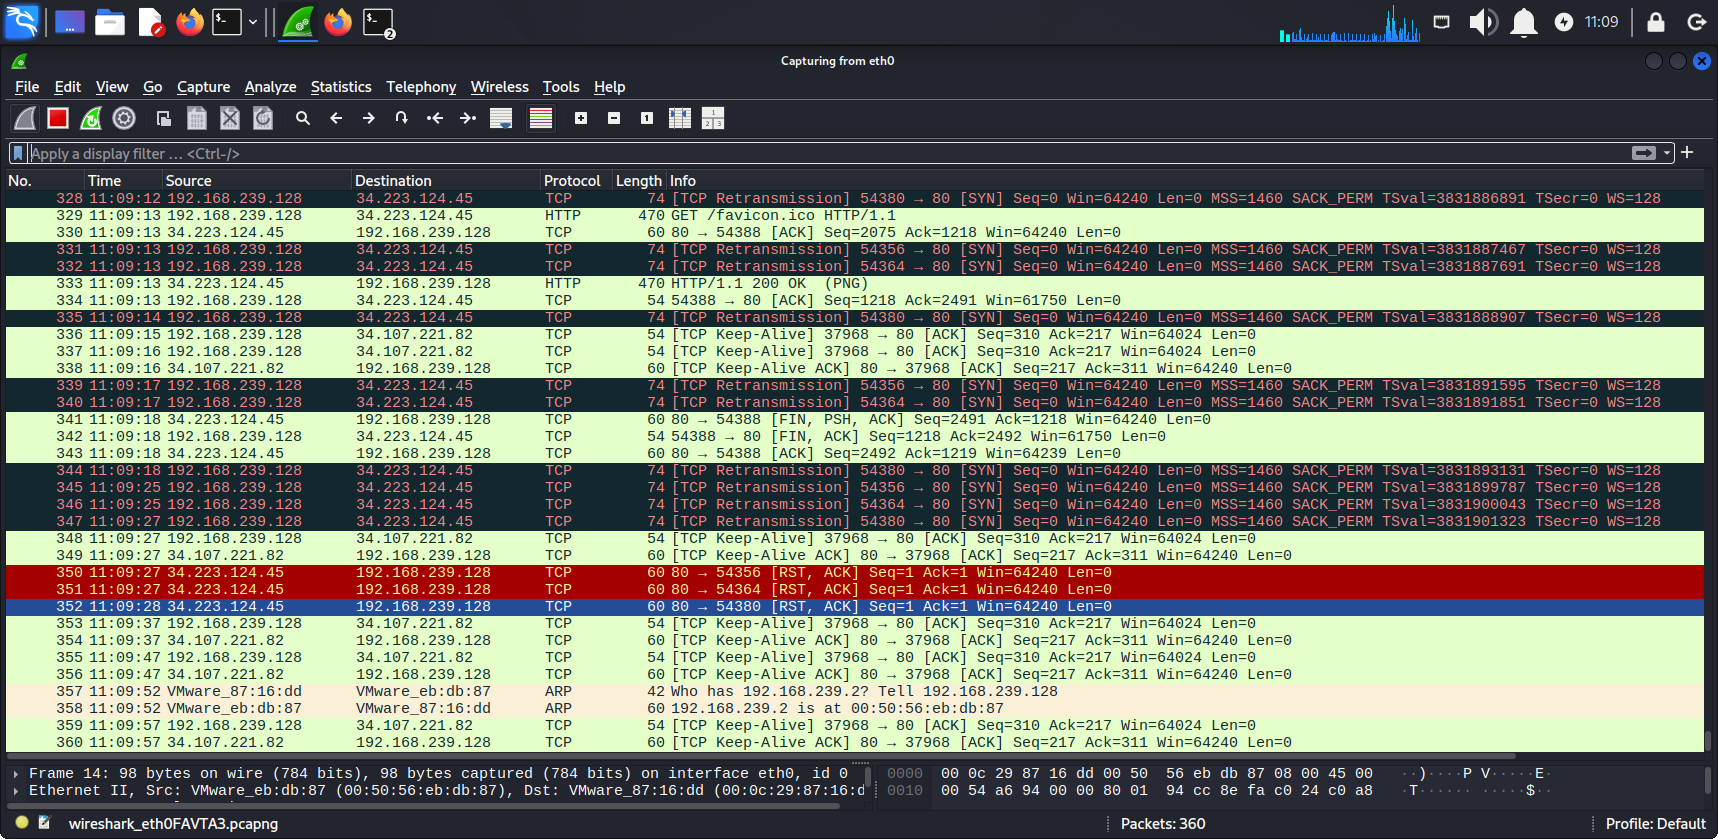 $_
$_
2
11:09
Capturing from eth0
File Edit View Go Capture Analyze Statistics Telephony Wireless Tools Help
Apply a display filter ... <Ctrl-/>
No. Time Source Destination Protocol Length Info
328 11:09:12 192.168.239.128 34.223.124.45 TCP 74 [TCP Retransmission] 54380 → 80 [SYN] Seq=0 Win=64240 Len=0 MSS=1460 SACK_PERM TSval=3831886891 TSecr=0 WS=128
329 11:09:13 192.168.239.128 34.223.124.45 HTTP 470 GET /favicon.ico HTTP/1.1
330 11:09:13 34.223.124.45 192.168.239.128 TCP 60 80 → 54388 [ACK] Seq=2075 Ack=1218 Win=64240 Len=0
331 11:09:13 192.168.239.128 34.223.124.45 TCP 74 [TCP Retransmission] 54356 → 80 [SYN] Seq=0 Win=64240 Len=0 MSS=1460 SACK_PERM TSval=3831887467 TSecr=0 WS=128
332 11:09:13 192.168.239.128 34.223.124.45 TCP 74 [TCP Retransmission] 54364 → 80 [SYN] Seq=0 Win=64240 Len=0 MSS=1460 SACK_PERM TSval=3831887691 TSecr=0 WS=128
333 11:09:13 34.223.124.45 192.168.239.128 HTTP 470 HTTP/1.1 200 OK (PNG)
334 11:09:13 192.168.239.128 34.223.124.45 TCP 54 54388 → 80 [ACK] Seq=1218 Ack=2491 Win=61750 Len=0
335 11:09:14 192.168.239.128 34.223.124.45 TCP 74 [TCP Retransmission] 54380 → 80 [SYN] Seq=0 Win=64240 Len=0 MSS=1460 SACK_PERM TSval=3831888907 TSecr=0 WS=128
336 11:09:15 192.168.239.128 34.107.221.82 TCP 54 [TCP Keep-Alive] 37968 → 80 [ACK] Seq=310 Ack=217 Win=64024 Len=0
337 11:09:16 192.168.239.128 34.107.221.82 TCP 54 [TCP Keep-Alive] 37968 → 80 [ACK] Seq=310 Ack=217 Win=64024 Len=0
338 11:09:16 34.107.221.82 192.168.239.128 TCP 60 [TCP Keep-Alive ACK] 80 → 37968 [ACK] Seq=217 Ack=311 Win=64240 Len=0
339 11:09:17 192.168.239.128 34.223.124.45 TCP 74 [TCP Retransmission] 54356 → 80 [SYN] Seq=0 Win=64240 Len=0 MSS=1460 SACK_PERM TSval=3831891595 TSecr=0 WS=128
340 11:09:17 192.168.239.128 34.223.124.45 TCP 74 [TCP Retransmission] 54364 → 80 [SYN] Seq=0 Win=64240 Len=0 MSS=1460 SACK_PERM TSval=3831891851 TSecr=0 WS=128
341 11:09:18 34.223.124.45 192.168.239.128 TCP 60 80 → 54388 [FIN, PSH, ACK] Seq=2491 Ack=1218 Win=64240 Len=0
342 11:09:18 192.168.239.128 34.223.124.45 TCP 54 54388 → 80 [FIN, ACK] Seq=1218 Ack=2492 Win=61750 Len=0
343 11:09:18 34.223.124.45 192.168.239.128 TCP 60 80 → 54388 [ACK] Seq=2492 Ack=1219 Win=64239 Len=0
344 11:09:18 192.168.239.128 34.223.124.45 TCP 74 [TCP Retransmission] 54380 → 80 [SYN] Seq=0 Win=64240 Len=0 MSS=1460 SACK_PERM TSval=3831893131 TSecr=0 WS=128
345 11:09:25 192.168.239.128 34.223.124.45 TCP 74 [TCP Retransmission] 54356 → 80 [SYN] Seq=0 Win=64240 Len=0 MSS=1460 SACK_PERM TSval=3831899787 TSecr=0 WS=128
346 11:09:25 192.168.239.128 34.223.124.45 TCP 74 [TCP Retransmission] 54364 → 80 [SYN] Seq=0 Win=64240 Len=0 MSS=1460 SACK_PERM TSval=3831900043 TSecr=0 WS=128
347 11:09:27 192.168.239.128 34.223.124.45 TCP 74 [TCP Retransmission] 54380 → 80 [SYN] Seq=0 Win=64240 Len=0 MSS=1460 SACK_PERM TSval=3831901323 TSecr=0 WS=128
348 11:09:27 192.168.239.128 34.107.221.82 TCP 54 [TCP Keep-Alive] 37968 → 80 [ACK] Seq=310 Ack=217 Win=64024 Len=0
349 11:09:27 34.107.221.82 192.168.239.128 TCP 60 [TCP Keep-Alive ACK] 80 → 37968 [ACK] Seq=217 Ack=311 Win=64240 Len=0
350 11:09:27 34.223.124.45 192.168.239.128 TCP 60 80 → 54356 [RST, ACK] Seq=1 Ack=1 Win=64240 Len=0
351 11:09:27 34.223.124.45 192.168.239.128 TCP 60 80 → 54364 [RST, ACK] Seq=1 Ack=1 Win=64240 Len=0
352 11:09:28 34.223.124.45 192.168.239.128 TCP 60 80 → 54380 [RST, ACK] Seq=1 Ack=1 Win=64240 Len=0
353 11:09:37 192.168.239.128 34.107.221.82 TCP 54 [TCP Keep-Alive] 37968 → 80 [ACK] Seq=310 Ack=217 Win=64024 Len=0
354 11:09:37 34.107.221.82 192.168.239.128 TCP 60 [TCP Keep-Alive ACK] 80 → 37968 [ACK] Seq=217 Ack=311 Win=64240 Len=0
355 11:09:47 192.168.239.128 34.107.221.82 TCP 54 [TCP Keep-Alive] 37968 → 80 [ACK] Seq=310 Ack=217 Win=64024 Len=0
356 11:09:47 34.107.221.82 192.168.239.128 TCP 60 [TCP Keep-Alive ACK] 80 → 37968 [ACK] Seq=217 Ack=311 Win=64240 Len=0
357 11:09:52 VMware_87:16:dd VMware_eb:db:87 ARP 42 Who has 192.168.239.2? Tell 192.168.239.128
358 11:09:52 VMware_eb:db:87 VMware_87:16:dd ARP 60 192.168.239.2 is at 00:50:56:eb:db:87
359 11:09:57 192.168.239.128 34.107.221.82 TCP 54 [TCP Keep-Alive] 37968 → 80 [ACK] Seq=310 Ack=217 Win=64024 Len=0
360 11:09:57 34.107.221.82 192.168.239.128 TCP 60 [TCP Keep-Alive ACK] 80 → 37968 [ACK] Seq=217 Ack=311 Win=64240 Len=0
Frame 14: 98 bytes on wire (784 bits), 98 bytes captured (784 bits) on interface eth0, id 0
Ethernet II, Src: VMware_eb:db:87 (00:50:56:eb:db:87), Dst: VMware_87:16:dd (00:0c:29:87:16:d
0000 00 0c 29 87 16 dd 00 50 56 eb db 87 08 00 45 00 ··)····P V·····E·
0010 00 54 a6 94 00 00 80 01 94 cc 8e fa c0 24 c0 a8 ·T······ ·····$··
wireshark_eth0FAVTA3.pcapng
Packets: 360
Profile: Default